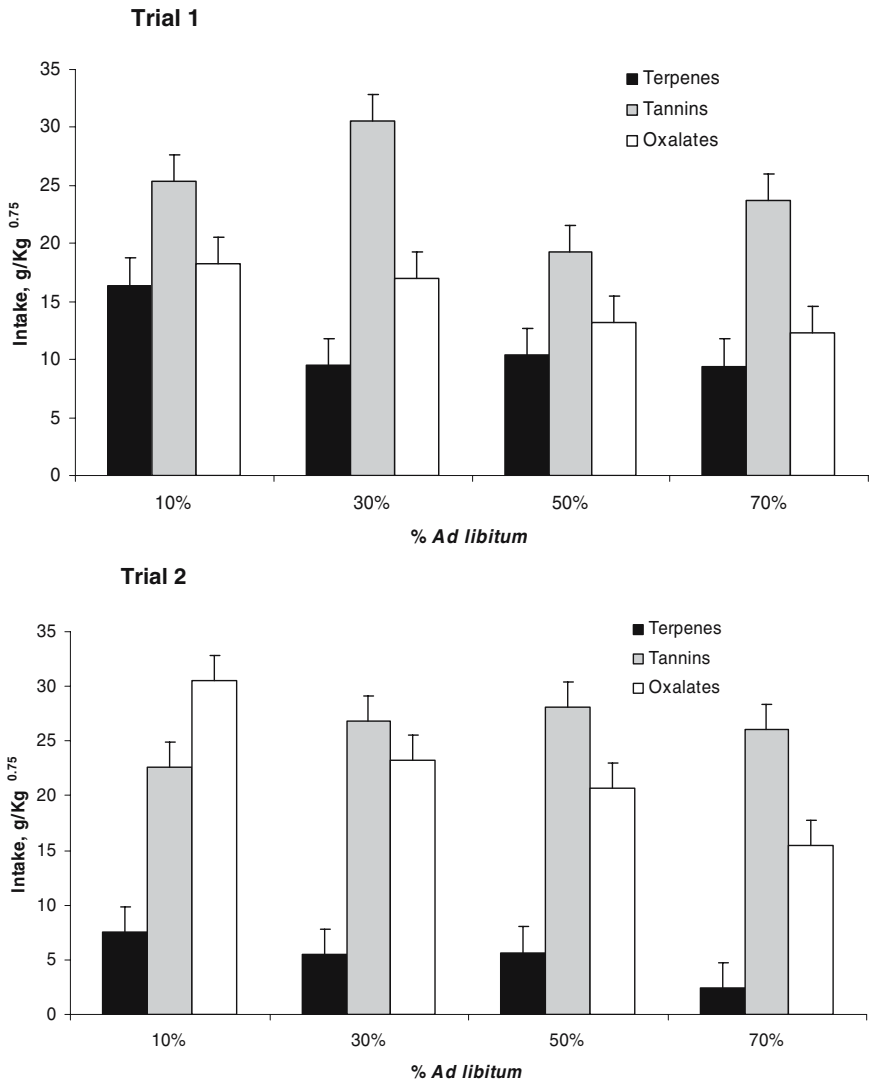 Trial 1
35
30
25
20
15
10
5
0
Intake, g/Kg 0.75
Terpenes
Tannins
Oxalates
10% 30% 50% 70%
% Ad libitum
Trial 2
35
30
25
20
15
10
5
0
Intake, g/Kg 0.75
Terpenes
Tannins
Oxalates
10% 30% 50% 70%
% Ad libitum